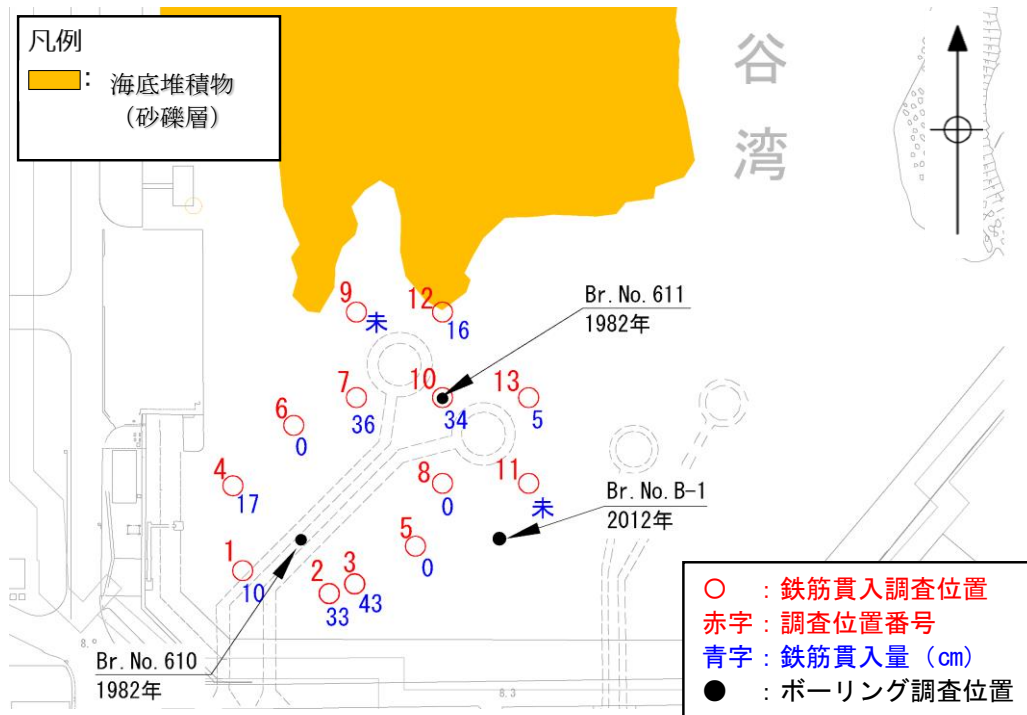 凡例
: 海底堆積物
(砂礫層)
谷
湾
9
未
12
16
Br.No.611
1982年
7
36
10
34
13
5
6
0
4
17
8
0
11
未
Br.No.B-1
2012年
5
0
1
10
2
33
3
43
Br.No.610
1982年
8.°
8.3
○ : 鉄筋貫入調査位置
赤字 : 調査位置番号
青字 : 鉄筋貫入量 (cm)
● : ボーリング調査位置